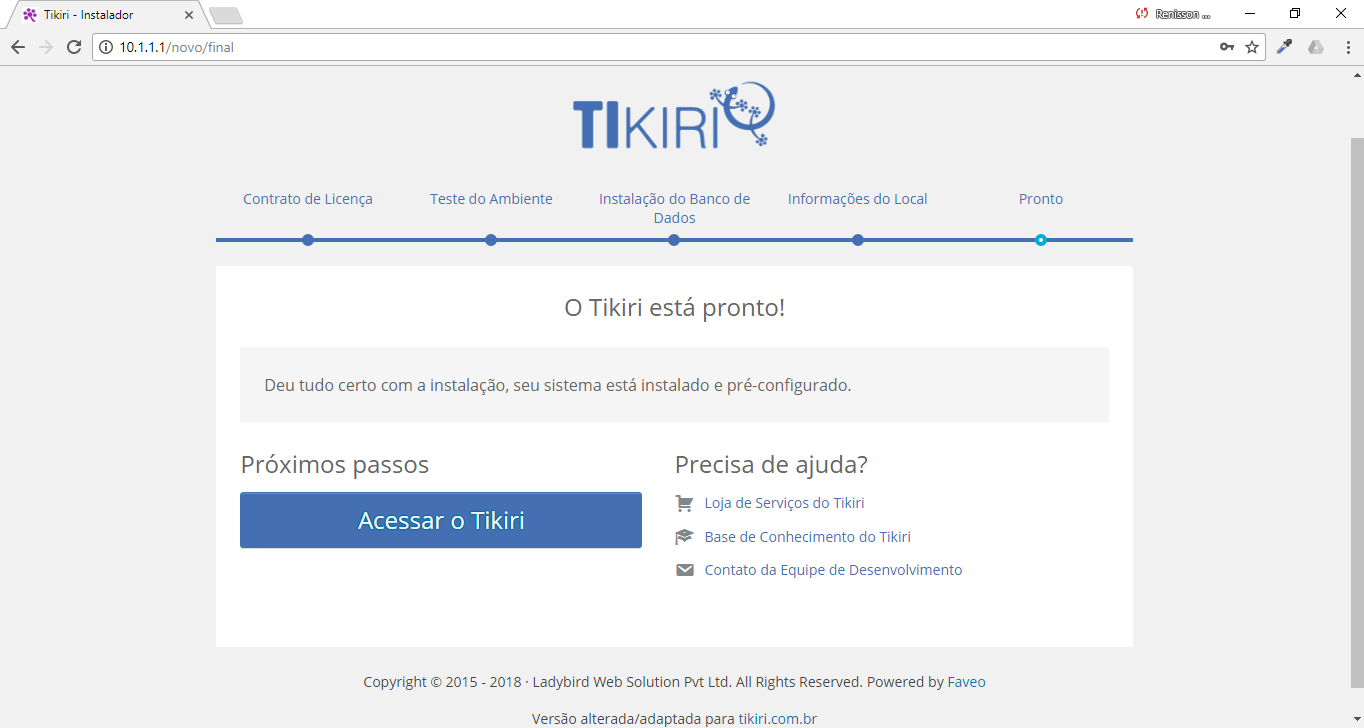 Tikiri - Instalador
Renisson ...
10.1.1.1/novo/final
TIKIRI
Contrato de Licença
Teste do Ambiente
Instalação do Banco de
Dados
Informações do Local
Pronto
O Tikiri está pronto!
Deu tudo certo com a instalação, seu sistema está instalado e pré-configurado.
Próximos passos
Acessar o Tikiri
Precisa de ajuda?
Loja de Serviços do Tikiri
Base de Conhecimento do Tikiri
Contato da Equipe de Desenvolvimento
Copyright © 2015 - 2018 · Ladybird Web Solution Pvt Ltd. All Rights Reserved. Powered by Faveo
Versão alterada/adaptada para tikiri.com.br